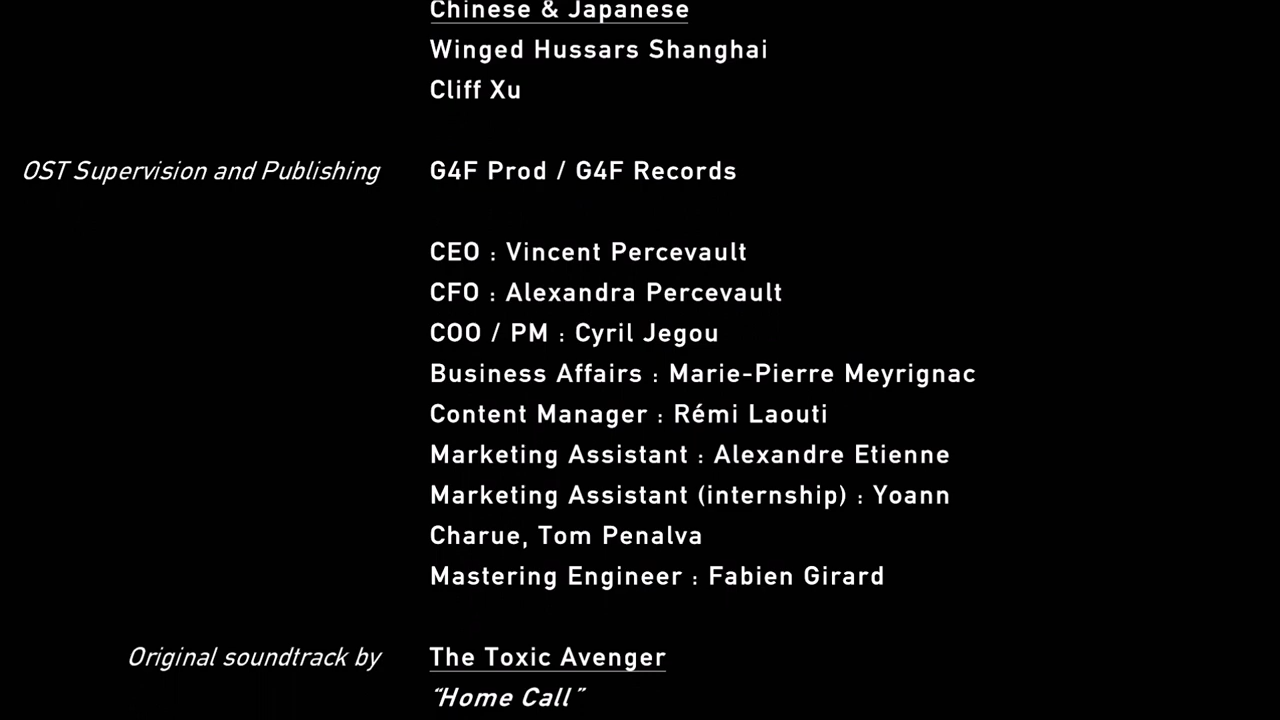 Chinese & Japanese
Winged Hussars Shanghai
Cliff Xu
OST Supervision and Publishing G4F Prod / G4F Records
CEO : Vincent Percevault
CFO : Alexandra Percevault
COO / PM : Cyril Jegou
Business Affairs : Marie-Pierre Meyrignac
Content Manager : Rémi Laouti
Marketing Assistant : Alexandre Etienne
Marketing Assistant (internship) : Yoann
Charue, Tom Penalva
Mastering Engineer : Fabien Girard
Original soundtrack by The Toxic Avenger
“Home Call”